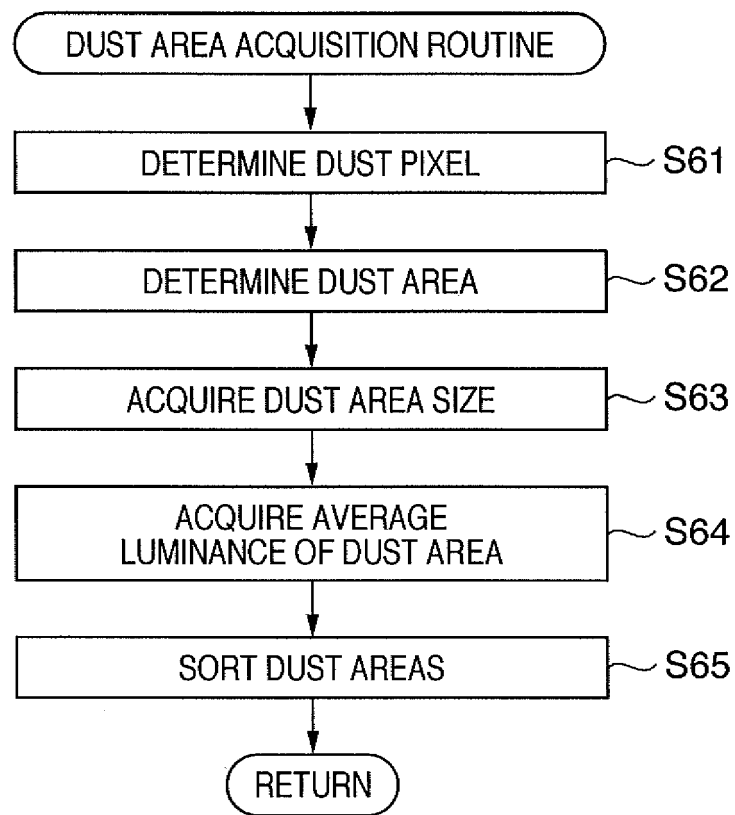 DUST AREA ACQUISITION ROUTINE
DETERMINE DUST PIXEL
S61
DETERMINE DUST AREA
S62
ACQUIRE DUST AREA SIZE
S63
ACQUIRE AVERAGE
LUMINANCE OF DUST AREA
S64
SORT DUST AREAS
S65
RETURN